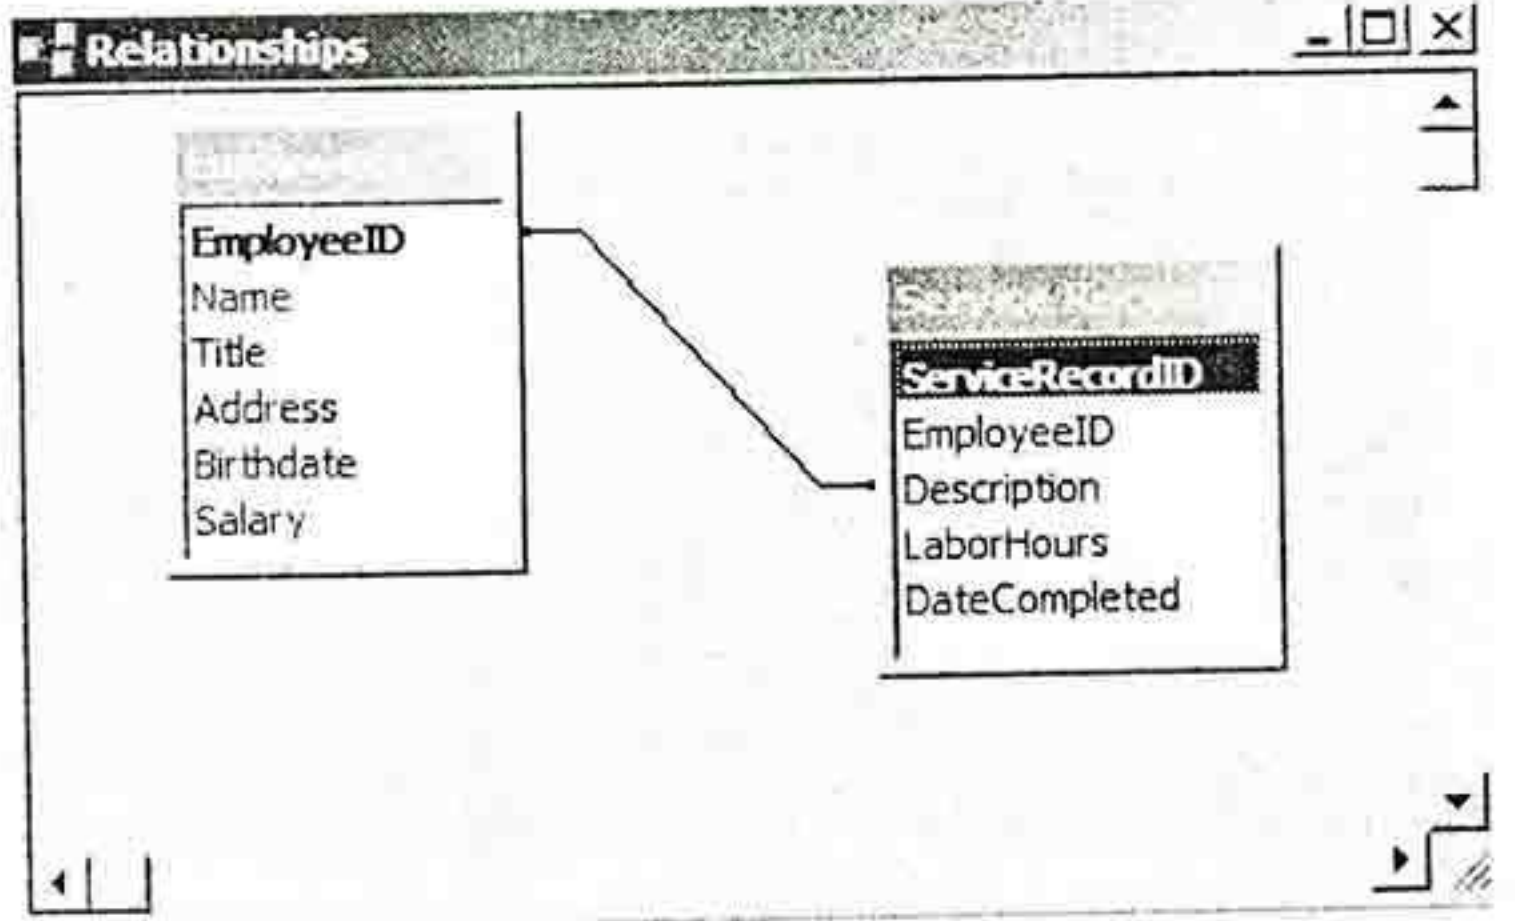 Relationships
EmployeeID
Name
Title
Address
Birthdate
Salary
ServiceRecordID
EmployeeID
Description
LaborHours
DateCompleted